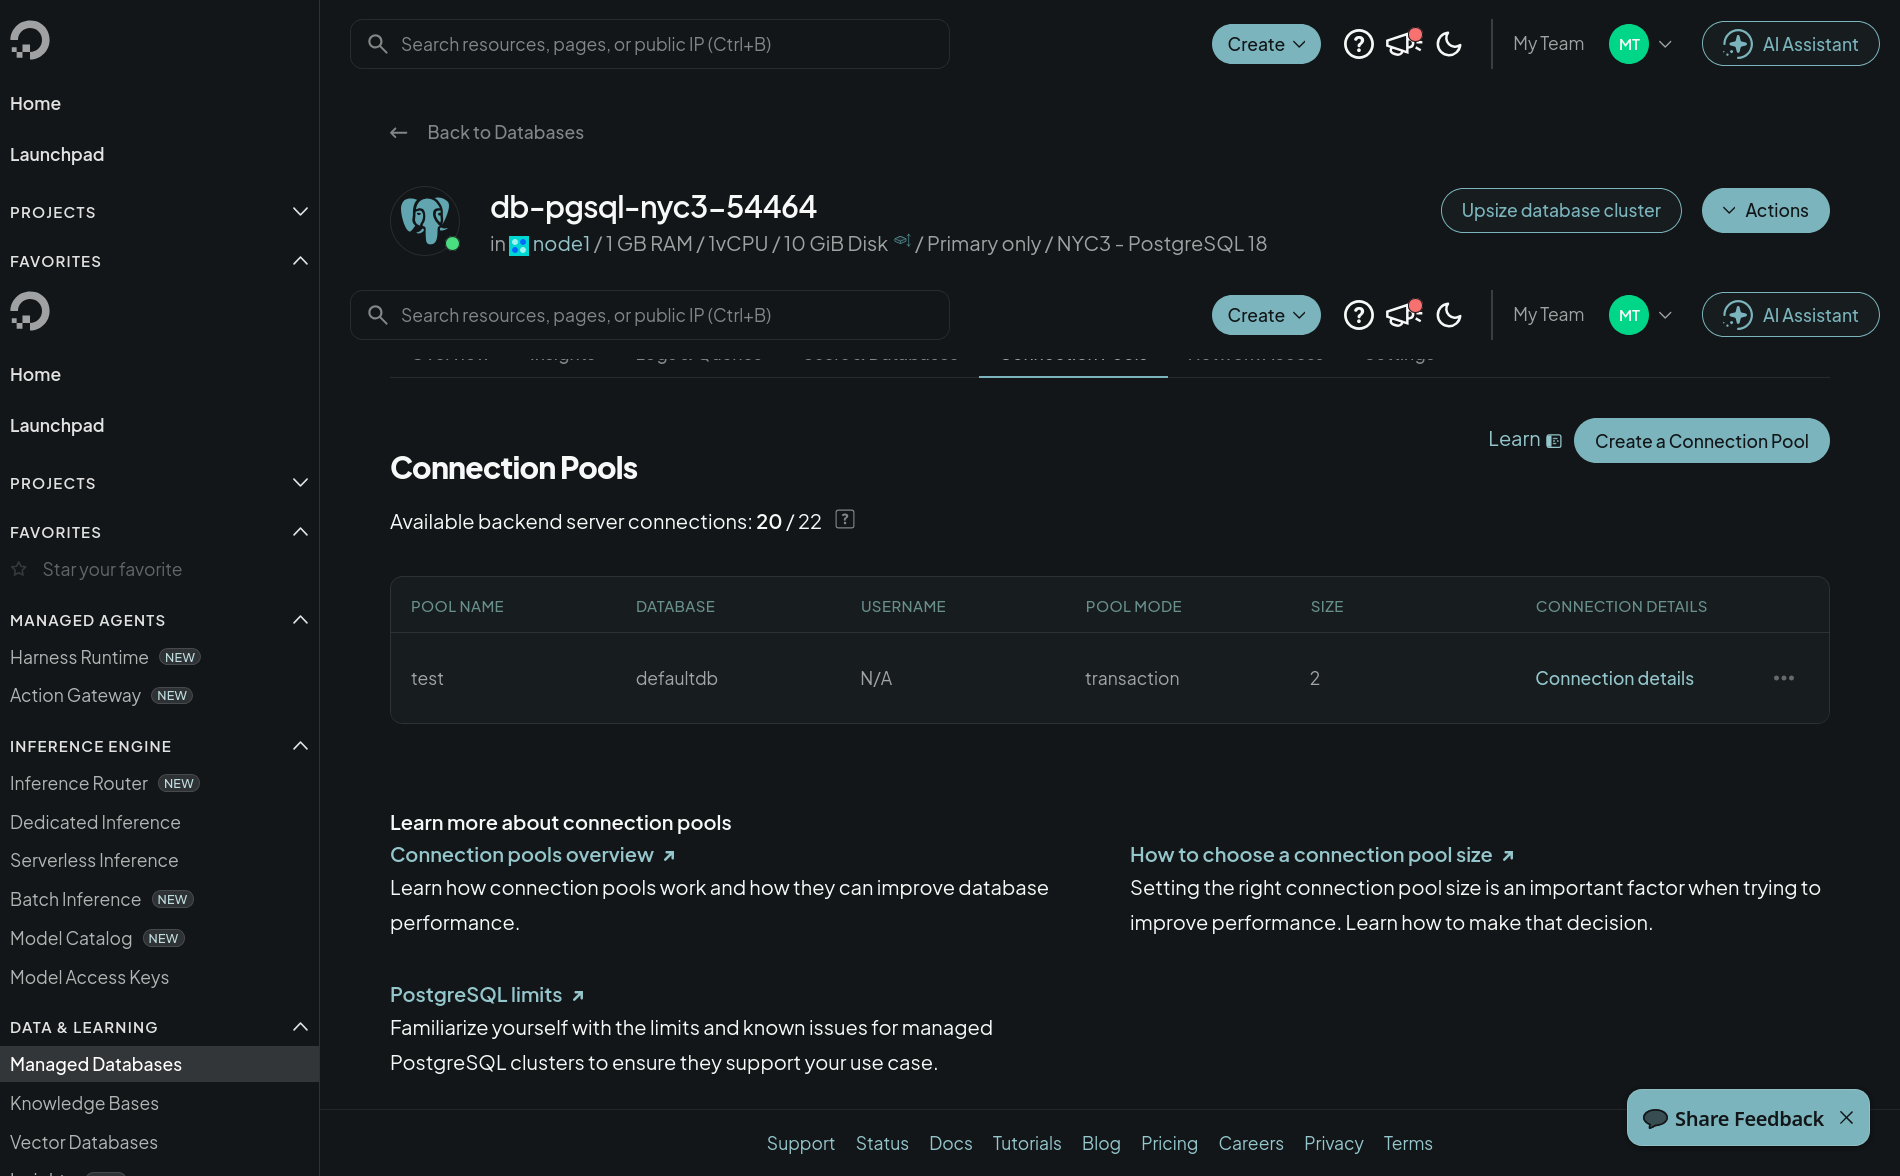 Search resources, pages, or public IP (Ctrl+B)
Create
My Team
MT
AI Assistant
Home
Launchpad
PROJECTS
FAVORITES
Back to Databases
db-pgsql-nyc3-54464
in node1 / 1 GB RAM / 1vCPU / 10 GiB Disk / Primary only / NYC3 - PostgreSQL 18
Upsize database cluster
Actions
Search resources, pages, or public IP (Ctrl+B)
Create
My Team
MT
AI Assistant
Home
Launchpad
PROJECTS
FAVORITES
Star your favorite
MANAGED AGENTS
Harness Runtime NEW
Action Gateway NEW
INFERENCE ENGINE
Inference Router NEW
Dedicated Inference
Serverless Inference
Batch Inference NEW
Model Catalog NEW
Model Access Keys
DATA & LEARNING
Managed Databases
Knowledge Bases
Vector Databases
Learn
Create a Connection Pool
Connection Pools
Available backend server connections: 20 / 22
POOL NAME DATABASE USERNAME POOL MODE SIZE CONNECTION DETAILS
test defaultdb N/A transaction 2 Connection details
Learn more about connection pools
Connection pools overview
Learn how connection pools work and how they can improve database
performance.
How to choose a connection pool size
Setting the right connection pool size is an important factor when trying to
improve performance. Learn how to make that decision.
PostgreSQL limits
Familiarize yourself with the limits and known issues for managed
PostgreSQL clusters to ensure they support your use case.
Share Feedback
Support Status Docs Tutorials Blog Pricing Careers Privacy Terms